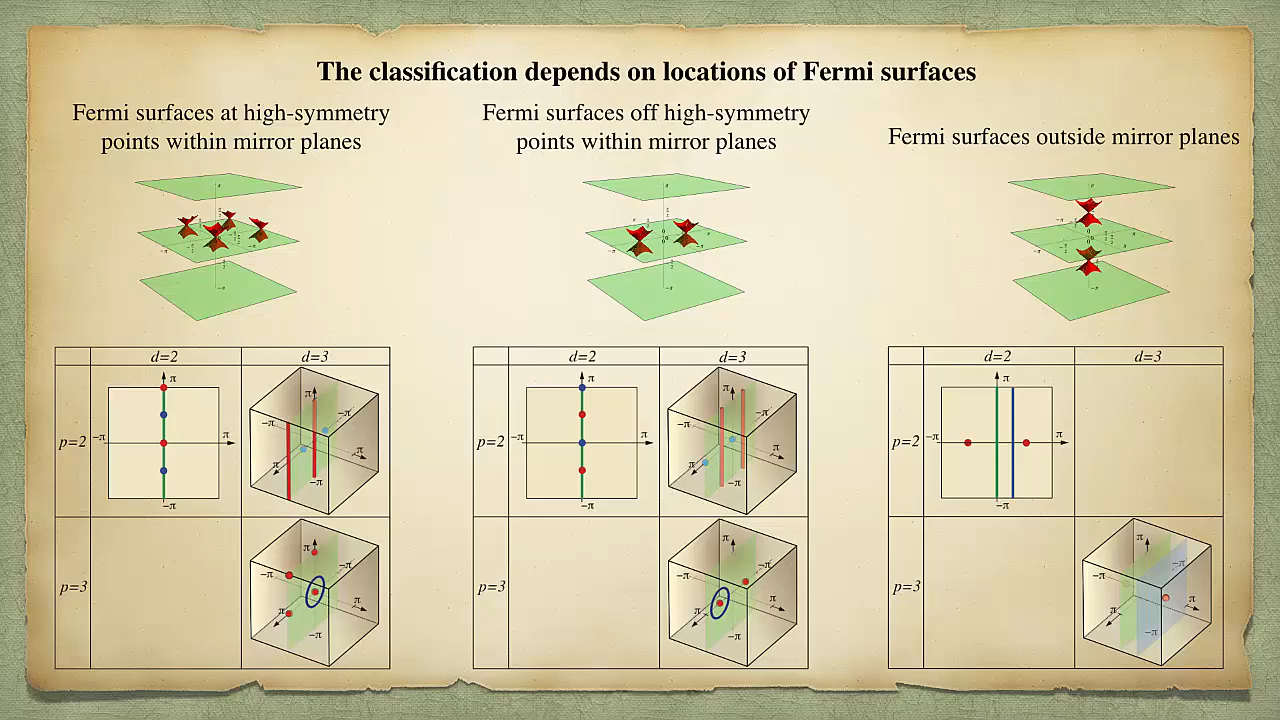 The classification depends on locations of Fermi surfaces
Fermi surfaces at high-symmetry
points within mirror planes
Fermi surfaces off high-symmetry
points within mirror planes
Fermi surfaces outside mirror planes
d=2
d=3
p=2
π
−π
π
−π
π
−π
−π
π
π
−π
p=3
π
−π
−π
π
π
−π
d=2
d=3
p=2
π
−π
π
−π
π
−π
−π
π
π
−π
p=3
π
−π
−π
π
π
−π
d=2
d=3
p=2
π
−π
π
−π
p=3
π
−π
−π
π
π
−π